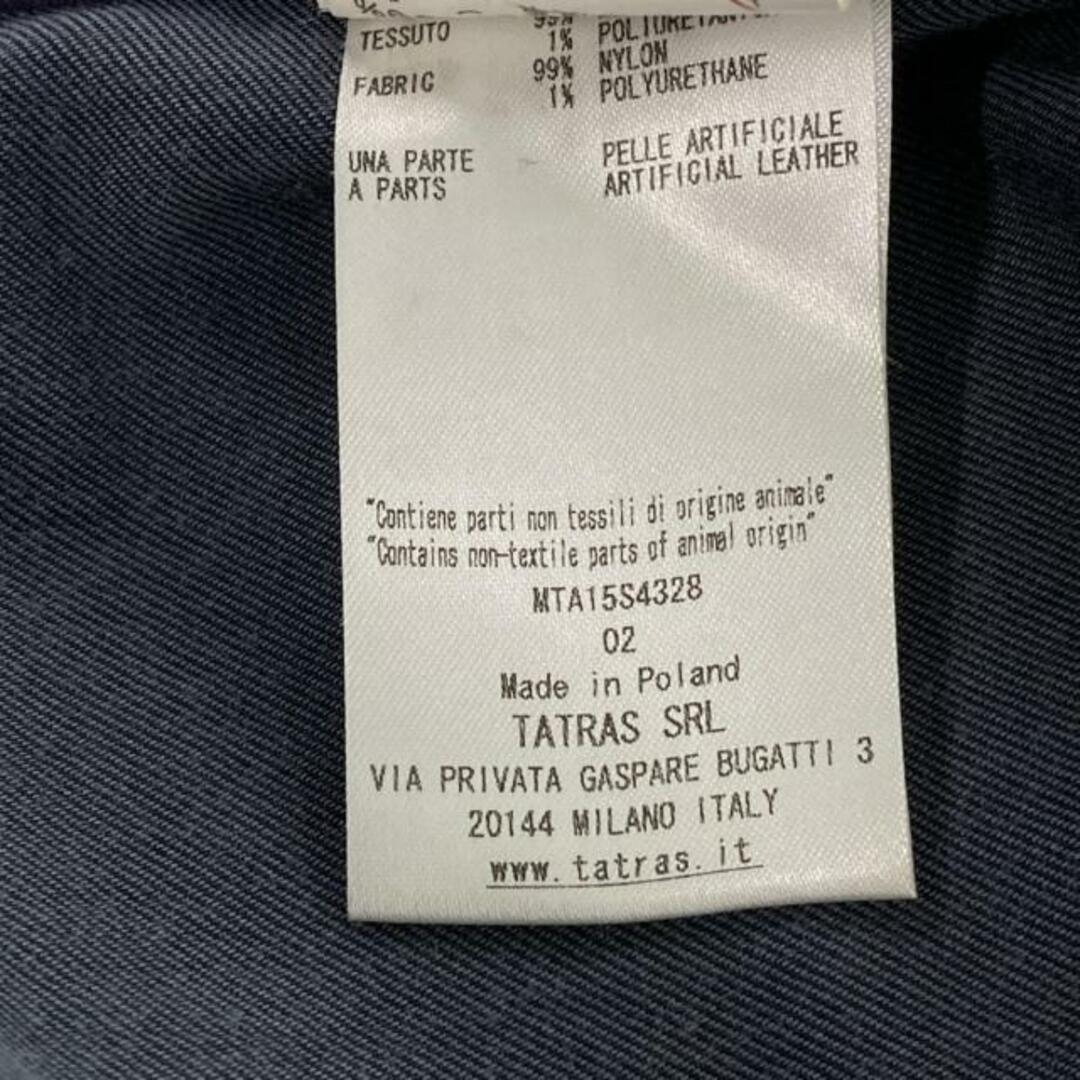 TESSUTO
1% POLIURETANO
FABRIC 99% NYLON
1% POLYURETHANE
UNA PARTE PELLE ARTIFICIALE
A PARTS ARTIFICIAL LEATHER
"Contiene parti non tessili di origine animale"
"Contains non-textile parts of animal origin"
MTA15S4328
02
Made in Poland
TATRAS SRL
VIA PRIVATA GASPARE BUGATTI 3
20144 MILANO ITALY
www.tatras.it